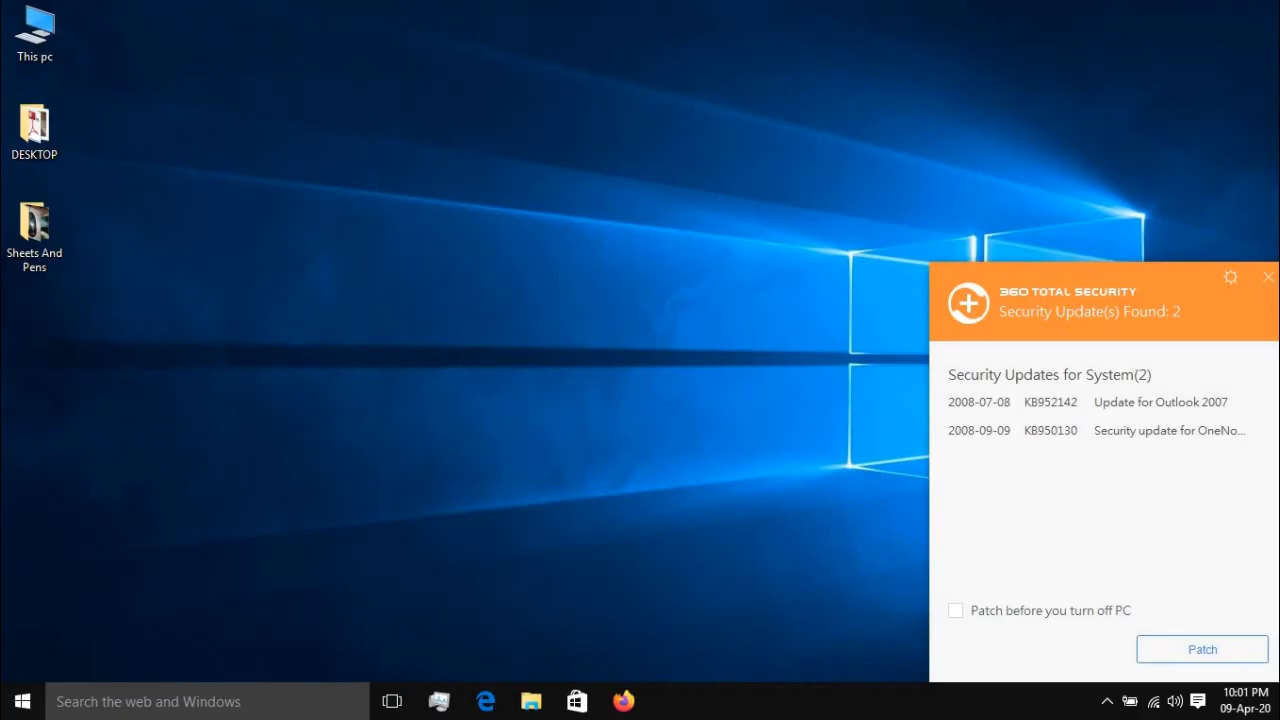 This pc
DESKTOP
Sheets And
Pens
360 TOTAL SECURITY
Security Update(s) Found: 2
Security Updates for System(2)
2008-07-08 KB952142 Update for Outlook 2007
2008-09-09 KB950130 Security update for OneNo...
Patch before you turn off PC
Patch
Search the web and Windows
10:01 PM
09-Apr-20